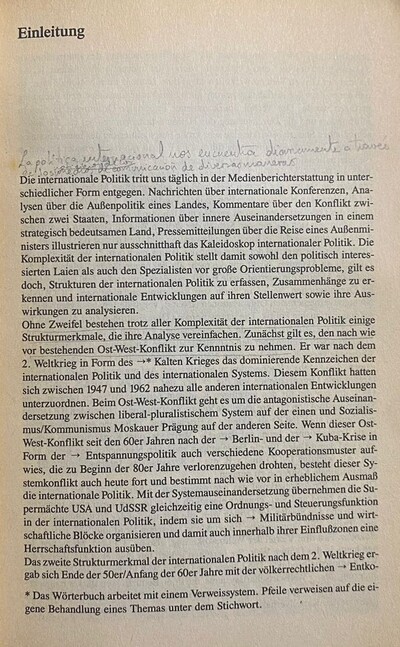 Einleitung
La política internacional nos encuentra diariamente a través
de los de comunicación de diversas maneras
Die internationale Politik tritt uns täglich in der Medienberichterstattung in unter-
schiedlicher Form entgegen. Nachrichten über internationale Konferenzen, Ana-
lysen über die Außenpolitik eines Landes, Kommentare über den Konflikt zwi-
schen zwei Staaten, Informationen über innere Auseinandersetzungen in einem
strategisch bedeutsamen Land, Pressemitteilungen über die Reise eines Außenmi-
nisters illustrieren nur ausschnitthaft das Kaleidoskop internationaler Politik. Die
Komplexität der internationalen Politik stellt damit sowohl den politisch interes-
sierten Laien als auch den Spezialisten vor große Orientierungsprobleme, gilt es
doch, Strukturen der internationalen Politik zu erfassen, Zusammenhänge zu er-
kennen und internationale Entwicklungen auf ihren Stellenwert sowie ihre Aus-
wirkungen zu analysieren.
Ohne Zweifel bestehen trotz aller Komplexität der internationalen Politik einige
Strukturmerkmale, die ihre Analyse vereinfachen. Zunächst gilt es, den nach wie
vor bestehenden Ost-West-Konflikt zur Kennntnis zu nehmen. Er war nach dem
2. Weltkrieg in Form des →* Kalten Krieges das dominierende Kennzeichen der
internationalen Politik und des internationalen Systems. Diesem Konflikt hatten
sich zwischen 1947 und 1962 nahezu alle anderen internationalen Entwicklungen
unterzuordnen. Beim Ost-West-Konflikt geht es um die antagonistische Auseinan-
dersetzung zwischen liberal-pluralistischem System auf der einen und Sozialis-
mus/Kommunismus Moskauer Prägung auf der anderen Seite. Wenn dieser Ost-
West-Konflikt seit den 60er Jahren nach der → Berlin- und der → Kuba-Krise in
Form der → Entspannungspolitik auch verschiedene Kooperationsmuster auf-
wies, die zu Beginn der 80er Jahre verlorenzugehen drohten, besteht dieser Sy-
stemkonflikt auch heute fort und bestimmt nach wie vor in erheblichem Ausmaß
die internationale Politik. Mit der Systemauseinandersetzung übernehmen die Su-
permächte USA und UdSSR gleichzeitig eine Ordnungs- und Steuerungsfunktion
in der internationalen Politik, indem sie um sich → Militärbündnisse und wirt-
schaftliche Blöcke organisieren und damit auch innerhalb ihrer Einflußzonen eine
Herrschaftsfunktion ausüben.
Das zweite Strukturmerkmal der internationalen Politik nach dem 2. Weltkrieg er-
gab sich Ende der 50er/Anfang der 60er Jahre mit der völkerrechtlichen → Entko-
* Das Wörterbuch arbeitet mit einem Verweissystem. Pfeile verweisen auf die ei-
gene Behandlung eines Themas unter dem Stichwort.